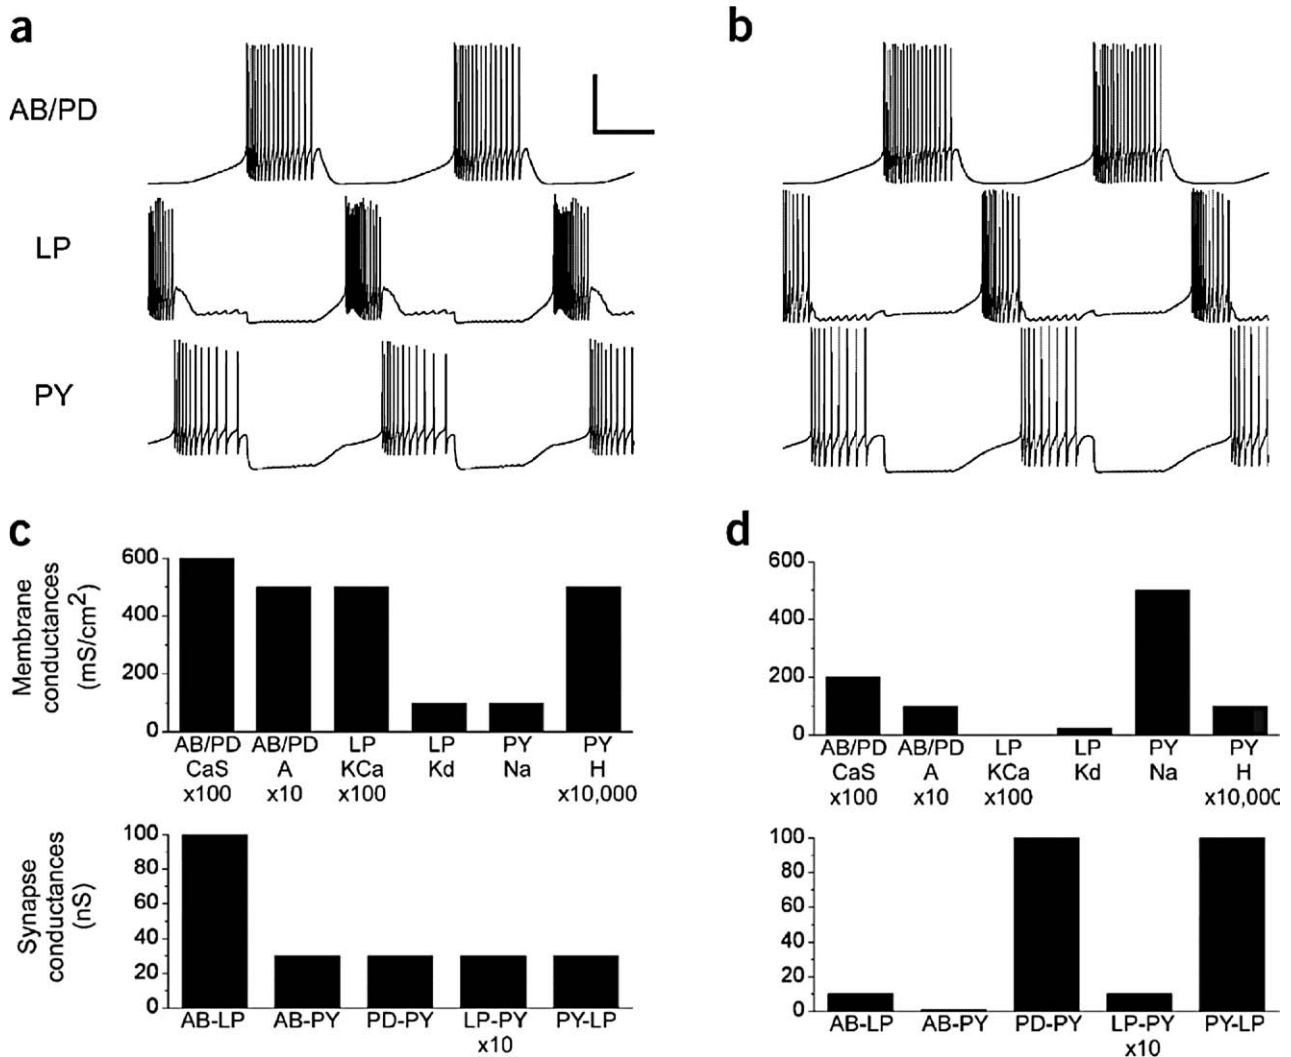 a
b
AB/PD
LP
PY
c
Membrane
conductances
(mS/cm2)
600
400
200
0
AB/PD AB/PD LP LP PY PY
CaS A KCa Kd Na H
x100 x10 x100 x10,000
Synapse
conductances
(nS)
100
80
60
40
20
0
AB-LP AB-PY PD-PY LP-PY PY-LP
x10
d
600
400
200
0
AB/PD AB/PD LP LP PY PY
CaS A KCa Kd Na H
x100 x10 x100 x10,000
100
80
60
40
20
0
AB-LP AB-PY PD-PY LP-PY PY-LP
x10